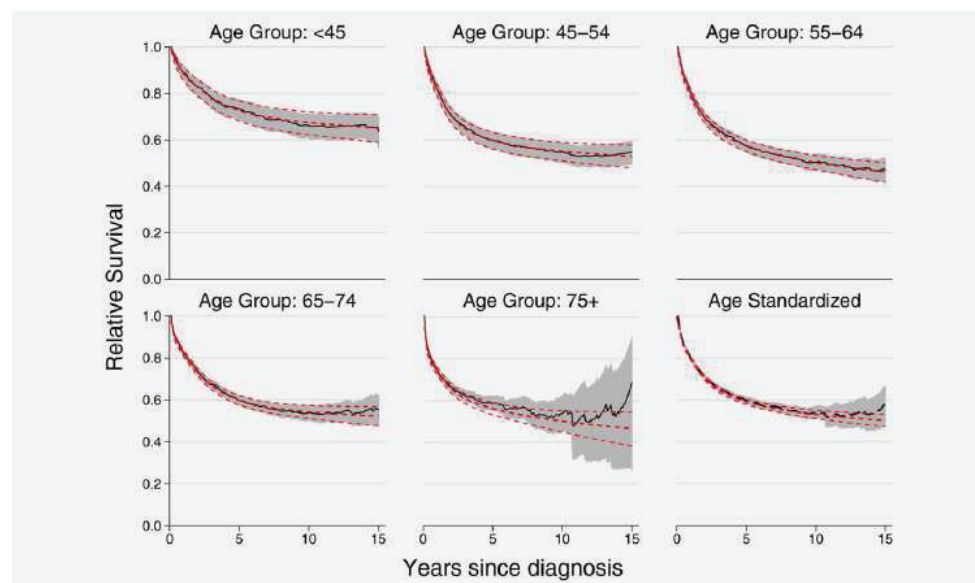 Age Group: <45
Age Group: 45–54
Age Group: 55–64
1.0
0.8
0.6
0.4
0.2
0.0
Relative Survival
Age Group: 65–74
Age Group: 75+
Age Standardized
1.0
0.8
0.6
0.4
0.2
0.0
0 5 10 15 0 5 10 15 0 5 10 15
Years since diagnosis